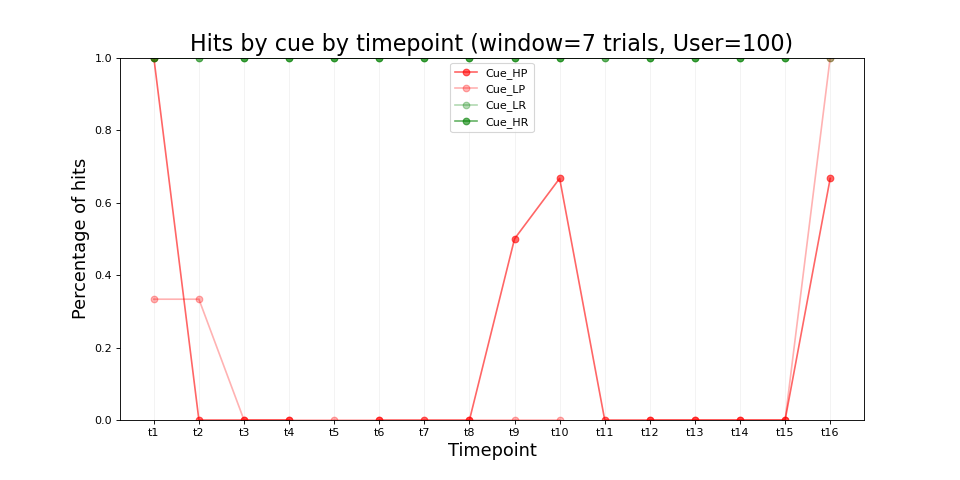 Hits by cue by timepoint (window=7 trials, User=100)
1.0
0.8
0.6
0.4
0.2
0.0
Percentage of hits
Cue_HP
Cue_LP
Cue_LR
Cue_HR
t1 t2 t3 t4 t5 t6 t7 t8 t9 t10 t11 t12 t13 t14 t15 t16
Timepoint